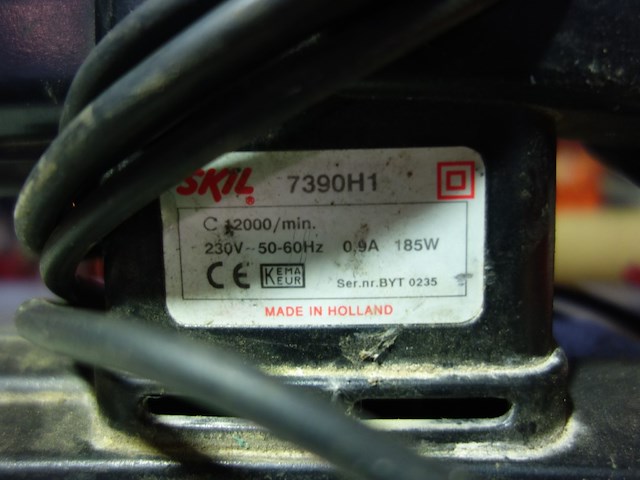 SKIL® 7390H1
C 12000/min.
230V~ 50-60Hz 0,9A 185W
CE KEMA KEUR Ser.nr.BYT 0235
MADE IN HOLLAND